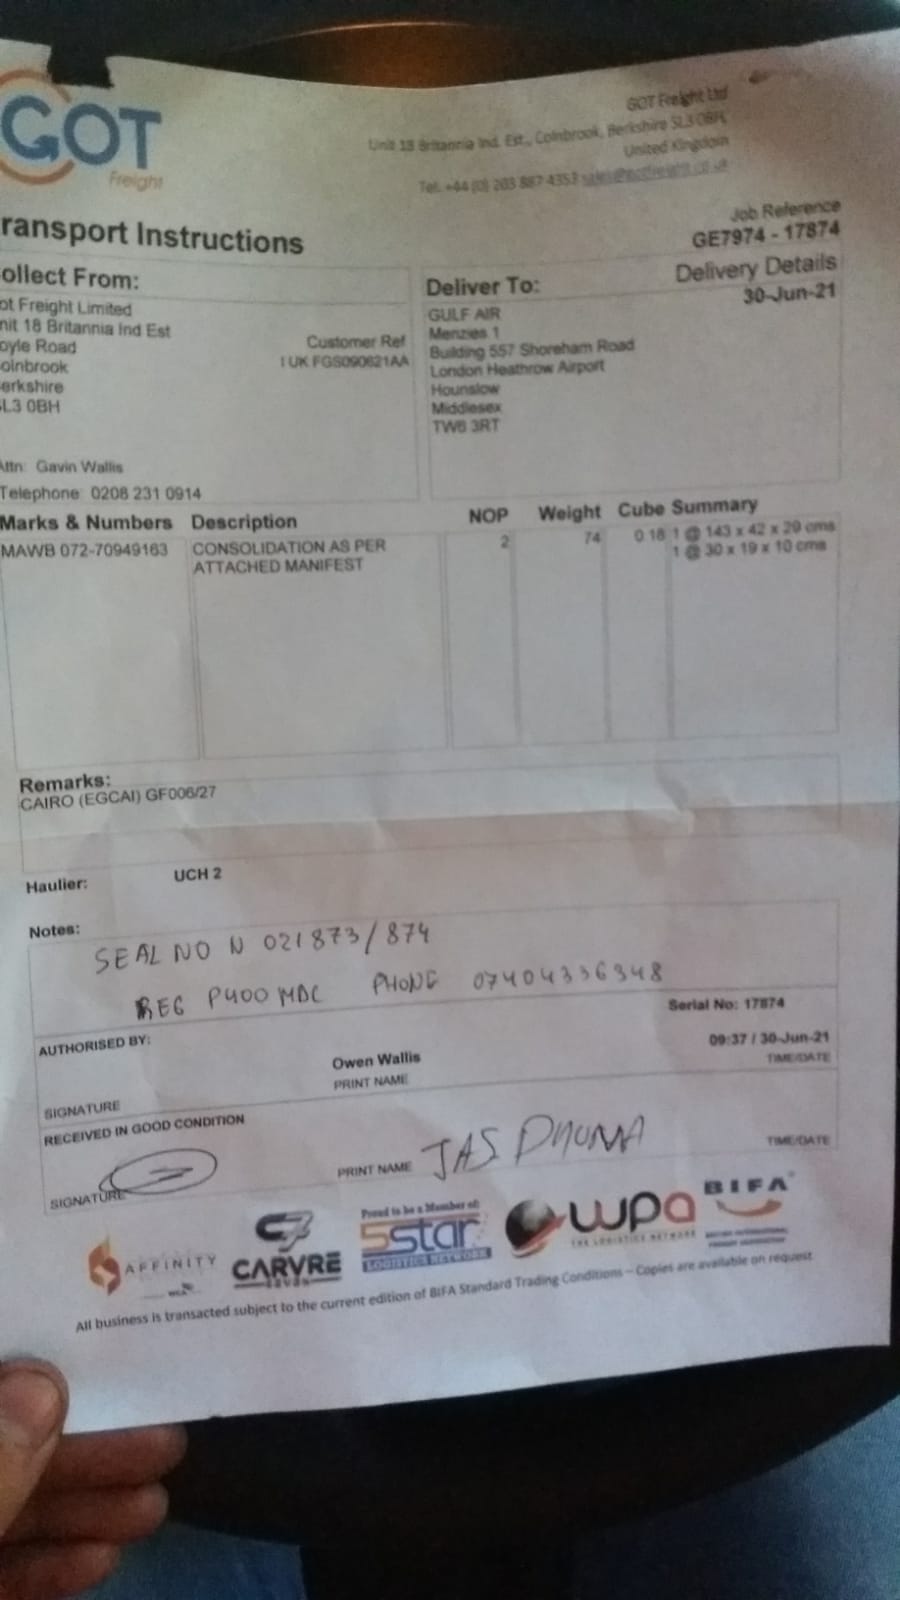 GOT
Freight
GOT Freight Ltd
Unit 18 Britannia Ind. Est., Colnbrook, Berkshire SL3 0BH,
United Kingdom
Tel: +44 (0) 203 887 4353 sales@gotfreight.co.uk
ransport Instructions
Job Reference
GE7974 - 17874
ollect From:
ot Freight Limited
nit 18 Britannia Ind Est
oyle Road
olnbrook
erkshire
SL3 0BH
Customer Ref
1 UK FGS090621AA
Attn: Gavin Wallis
Telephone: 0208 231 0914
Deliver To:
GULF AIR
Menzies 1
Building 557 Shoreham Road
London Heathrow Airport
Hounslow
Middlesex
TW6 3RT
Delivery Details
30-Jun-21
Marks & Numbers Description NOP Weight Cube Summary
MAWB 072-70949163 CONSOLIDATION AS PER 2 74 0.18 1 @ 143 x 42 x 29 cms
ATTACHED MANIFEST 1 @ 30 x 19 x 10 cms
Remarks:
CAIRO (EGCAI) GF006/27
Haulier: UCH 2
Notes:
SEAL NO N 021873/874
REG P400 MDC PHONE 07404336348
Serial No: 17874
AUTHORISED BY:
Owen Wallis 09:37 / 30-Jun-21
SIGNATURE PRINT NAME TIME/DATE
RECEIVED IN GOOD CONDITION
JAS DHUNA
SIGNATURE PRINT NAME TIME/DATE
AFFINITY
C7
CARVRE
Proud to be a Member of:
5star
LOGISTICS NETWORK
wpa
THE LOGISTICS NETWORK
BIFA
All business is transacted subject to the current edition of BIFA Standard Trading Conditions – Copies are available on request